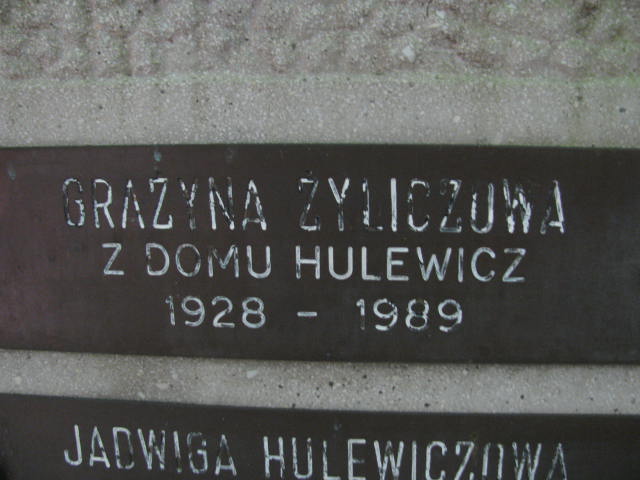 GRAŻYNA ŻYLICZOWA
Z DOMU HULEWICZ
1928 - 1989
JADWIGA HULEWICZOWA